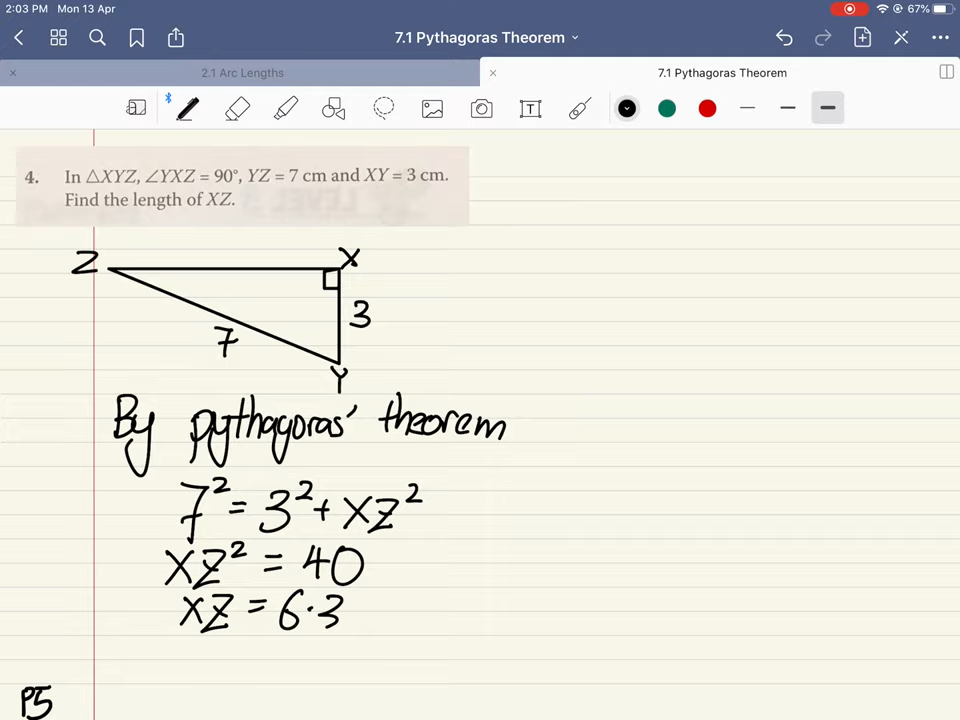 2:03 PM Mon 13 Apr 67%
7.1 Pythagoras Theorem
2.1 Arc Lengths 7.1 Pythagoras Theorem
4. In △XYZ, ∠YXZ = 90°, YZ = 7 cm and XY = 3 cm.
Find the length of XZ.
Z X
3
7
Y
By pythagoras' theorem
7² = 3² + XZ²
XZ² = 40
XZ = 6.3
P5